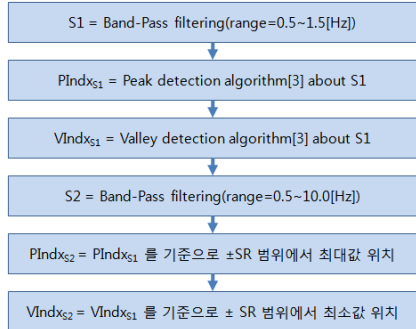 S1 = Band-Pass filtering(range=0.5~1.5[Hz])
PIndxS1 = Peak detection algorithm[3] about S1
VIndxS1 = Valley detection algorithm[3] about S1
S2 = Band-Pass filtering(range=0.5~10.0[Hz])
PIndxS2 = PIndxS1 를 기준으로 ±SR 범위에서 최대값 위치
VIndxS2 = VIndxS1 를 기준으로 ± SR 범위에서 최소값 위치